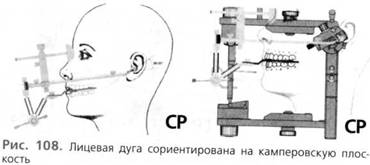 CP
CP
Рис. 108. Лицевая дуга сориентирована на камперовскую плос-
кость